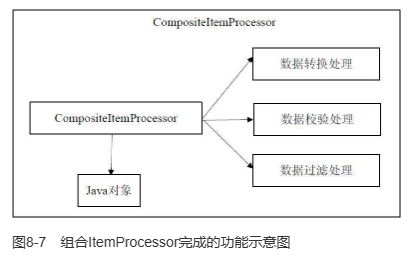 CompositeItemProcessor
数据转换处理
CompositeItemProcessor
数据校验处理
数据过滤处理
Java对象
图8-7 组合ItemProcessor完成的功能示意图